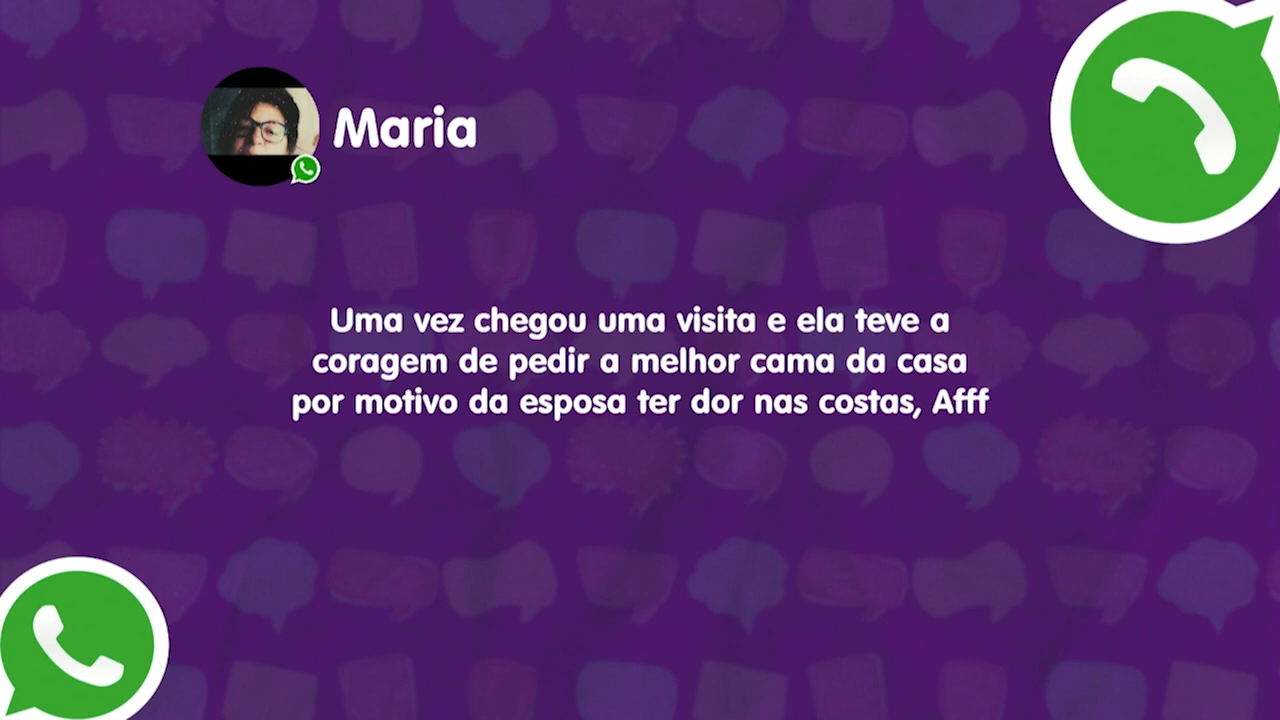 Maria
Uma vez chegou uma visita e ela teve a
coragem de pedir a melhor cama da casa
por motivo da esposa ter dor nas costas, Afff